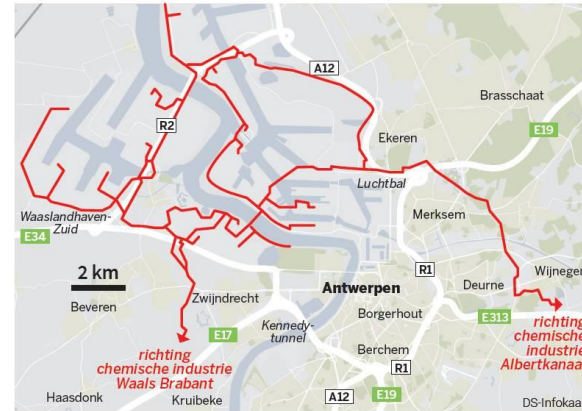 A12
Brasschaat
R2
E19
Ekeren
Luchtbal
Waaslandhaven-
Zuid
Merksem
E34
2 km
R1
Wijnegem
Antwerpen
Deurne
Beveren
Zwijndrecht
Borgerhout
E313
E17
Kennedy-
tunnel
richting
chemische
industrie
Albertkanaal
Berchem
R1
richting
chemische industrie
Waals Brabant
A12
E19
Haasdonk
Kruibeke
DS-Infokaa